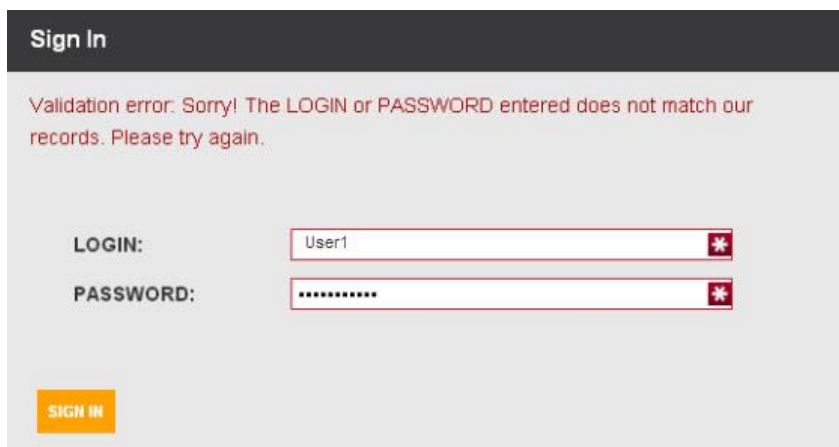 Sign In
Validation error: Sorry! The LOGIN or PASSWORD entered does not match our
records. Please try again.
LOGIN: User1
PASSWORD: •••••••••••
SIGN IN